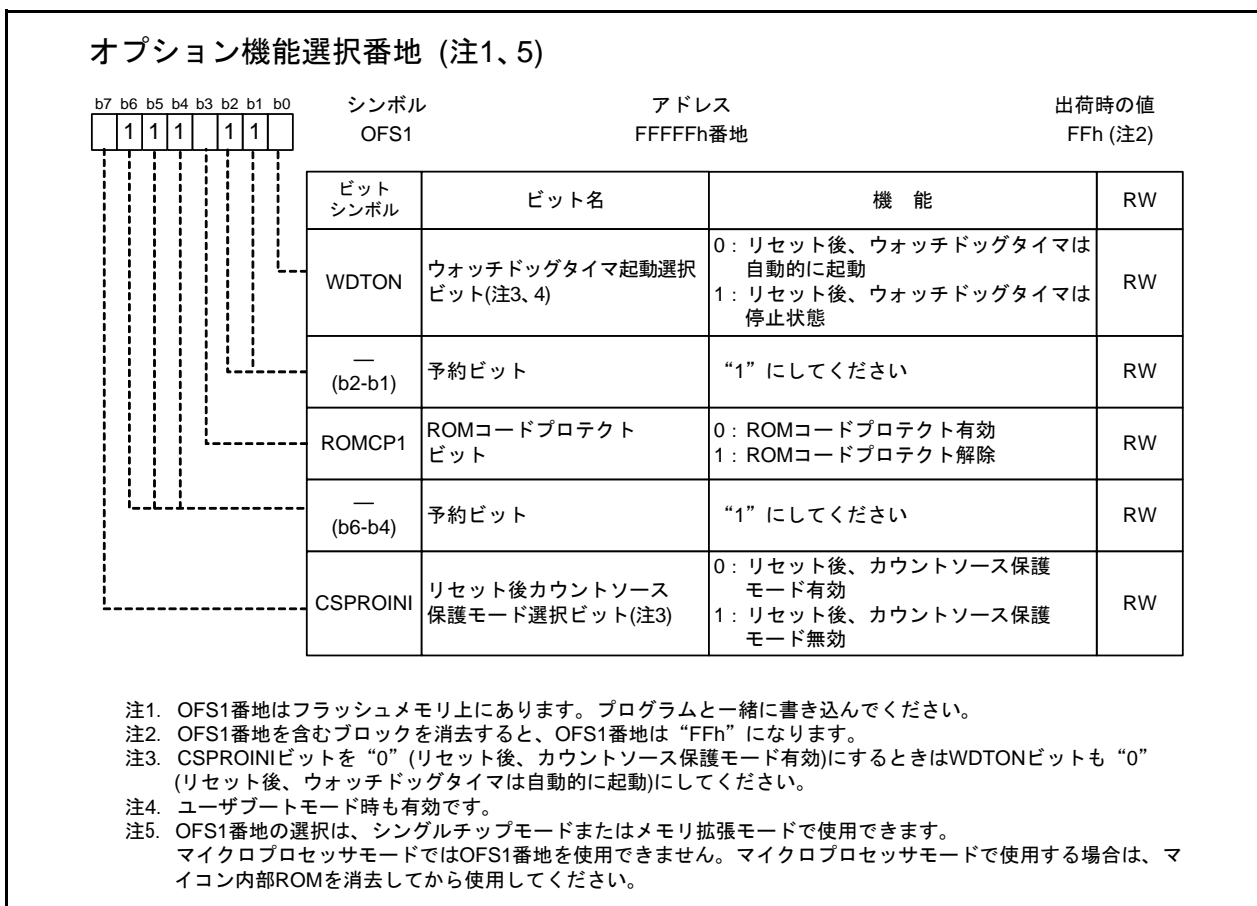 オプション機能選択番地 (注1、5)
b7 b6 b5 b4 b3 b2 b1 b0
1 1 1 1 1
シンボル アドレス 出荷時の値
OFS1 FFFFFh番地 FFh (注2)
ビット
シンボル
ビット名
機 能
RW
WDTON
ウォッチドッグタイマ起動選択
ビット(注3、4)
0 : リセット後、ウォッチドッグタイマは
自動的に起動
1 : リセット後、ウォッチドッグタイマは
停止状態
RW
—
(b2-b1)
予約ビット
“1”にしてください
RW
ROMCP1
ROMコードプロテクト
ビット
0 : ROMコードプロテクト有効
1 : ROMコードプロテクト解除
RW
—
(b6-b4)
予約ビット
“1”にしてください
RW
CSPROINI
リセット後カウントソース
保護モード選択ビット(注3)
0 : リセット後、カウントソース保護
モード有効
1 : リセット後、カウントソース保護
モード無効
RW
注1. OFS1番地はフラッシュメモリ上にあります。プログラムと一緒に書き込んでください。
注2. OFS1番地を含むブロックを消去すると、OFS1番地は“FFh”になります。
注3. CSPROINIビットを“0”(リセット後、カウントソース保護モード有効)にするときはWDTONビットも“0”
(リセット後、ウォッチドッグタイマは自動的に起動)にしてください。
注4. ユーザブートモード時も有効です。
注5. OFS1番地の選択は、シングルチップモードまたはメモリ拡張モードで使用できます。
マイクロプロセッサモードではOFS1番地を使用できません。マイクロプロセッサモードで使用する場合は、マ
イコン内部ROMを消去してから使用してください。